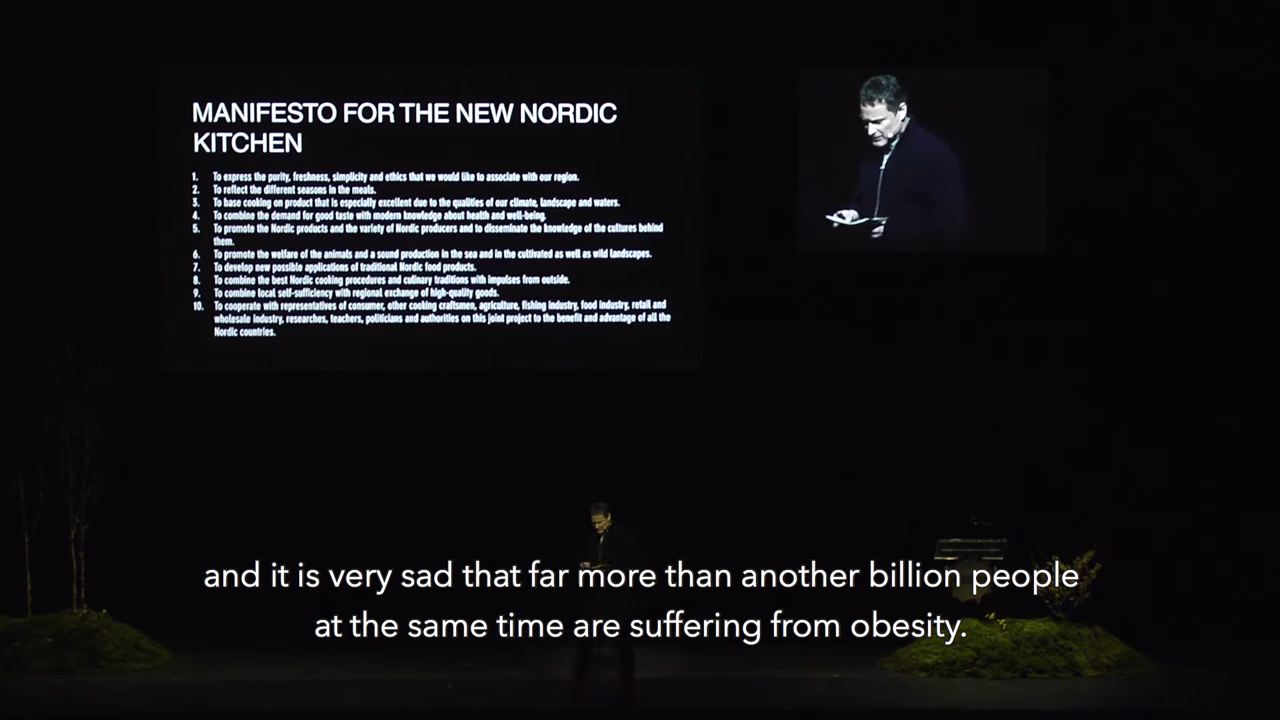 MANIFESTO FOR THE NEW NORDIC
KITCHEN
1. To express the purity, freshness, simplicity and ethics that we would like to associate with our region.
2. To reflect the different seasons in the meals.
3. To base cooking on product that is especially excellent due to the qualities of our climate, landscape and waters.
4. To combine the demand for good taste with modern knowledge about health and well-being.
5. To promote the Nordic products and the variety of Nordic producers and to disseminate the knowledge of the cultures behind
them.
6. To promote the welfare of the animals and a sound production in the sea and in the cultivated as well as wild landscapes.
7. To develop new possible applications of traditional Nordic food products.
8. To combine the best Nordic cooking procedures and culinary traditions with impulses from outside.
9. To combine local self-sufficiency with regional exchange of high-quality goods.
10. To cooperate with representatives of consumer, other cooking craftsmen, agriculture, fishing industry, food industry, retail and
wholesale industry, researches, teachers, politicians and authorities on this joint project to the benefit and advantage of all the
Nordic countries.
and it is very sad that far more than another billion people
at the same time are suffering from obesity.